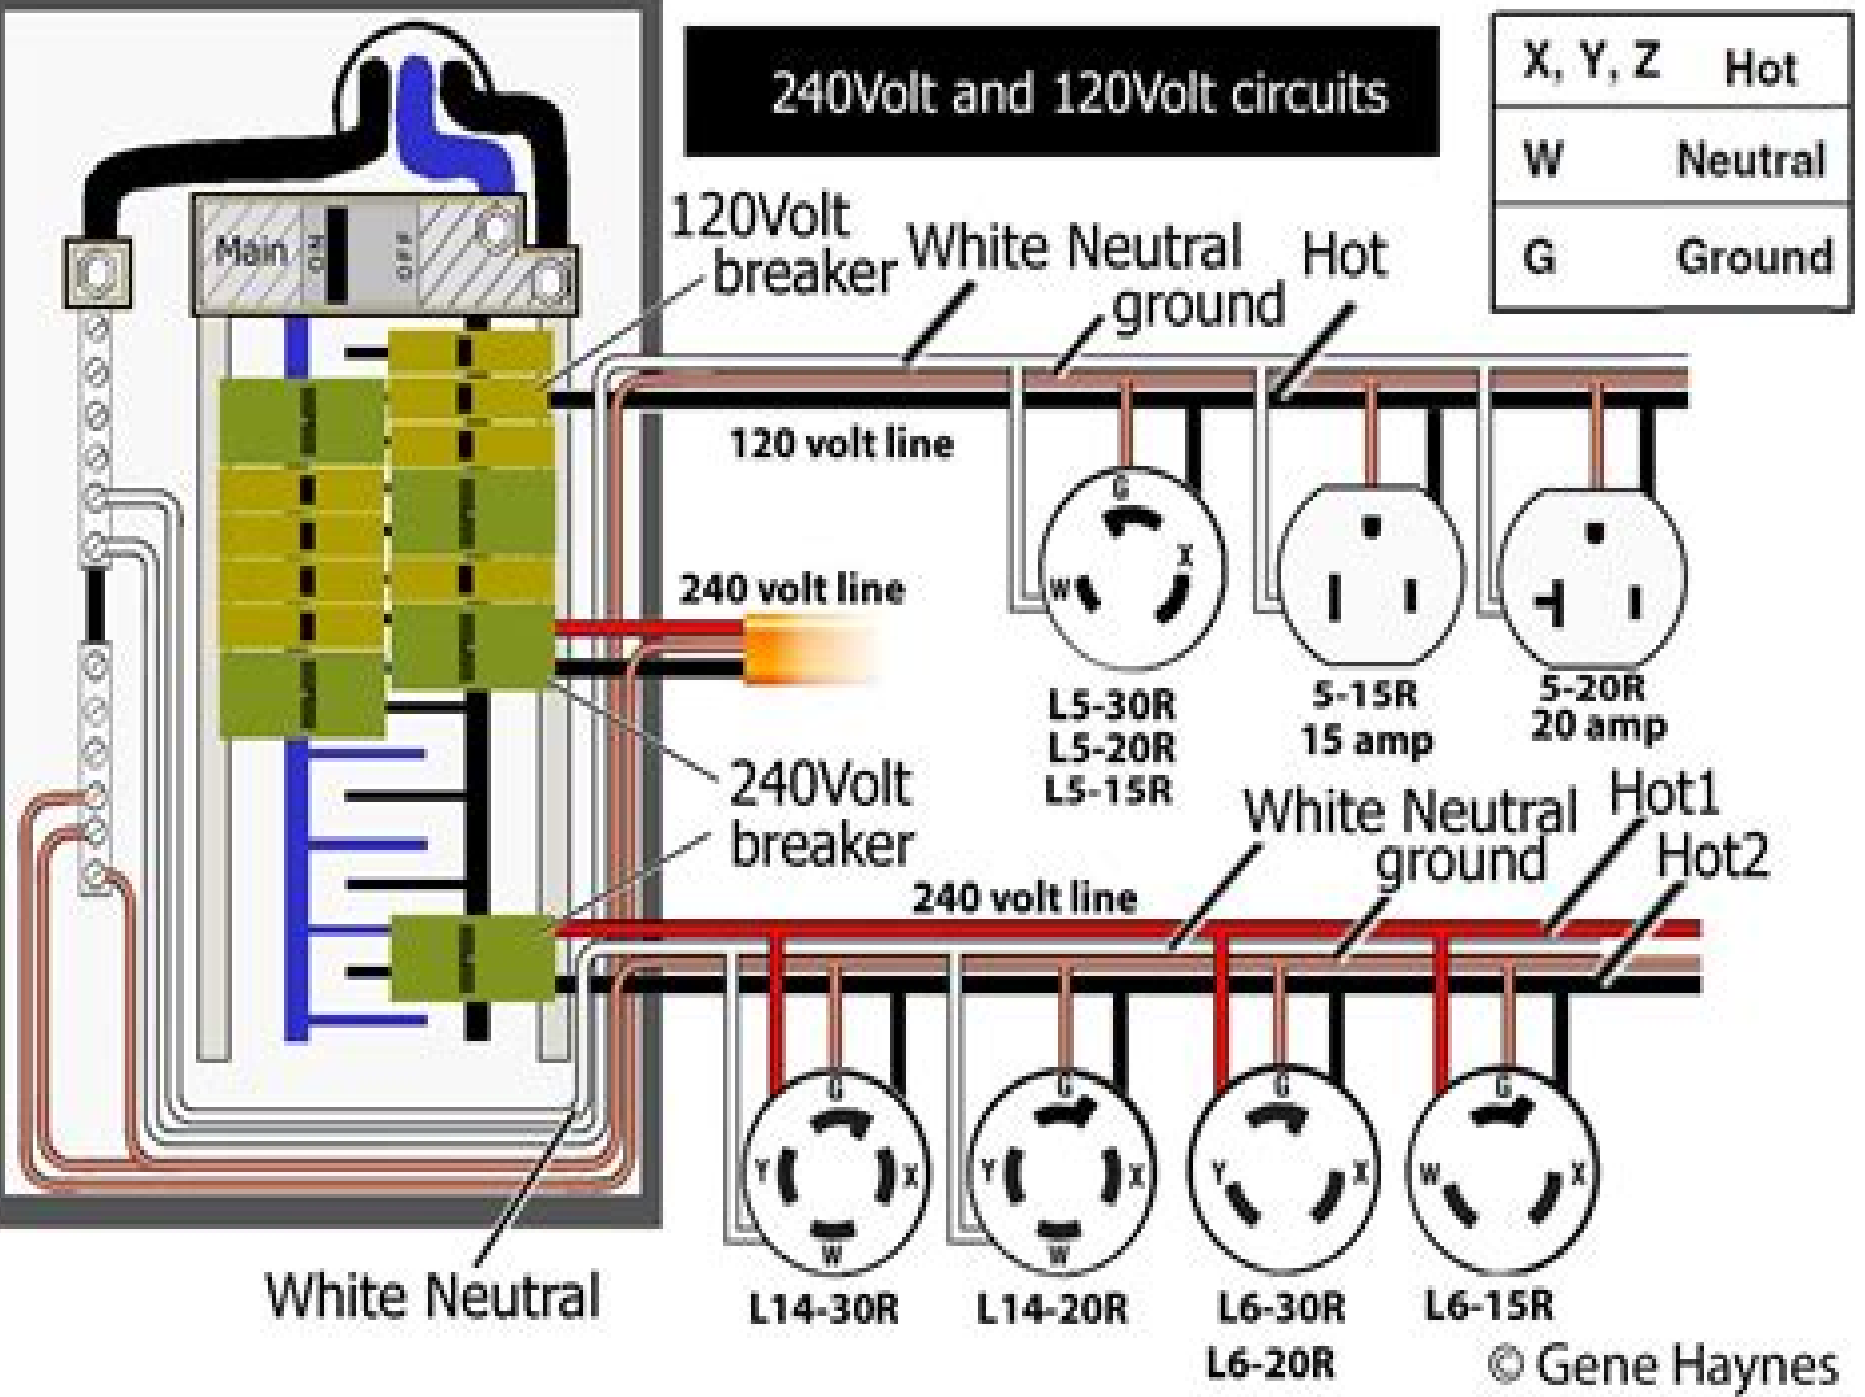 240Volt and 120Volt circuits
X, Y, Z Hot
W Neutral
G Ground
Main
ON
OFF
120Volt
breaker
White Neutral
ground
Hot
120 volt line
240 volt line
G
X
W
L5-30R
L5-20R
L5-15R
5-15R
15 amp
5-20R
20 amp
240Volt
breaker
White Neutral
ground
Hot1
Hot2
240 volt line
G
Y
X
W
G
Y
X
W
G
Y
X
G
W
X
White Neutral
L14-30R
L14-20R
L6-30R
L6-20R
L6-15R
© Gene Haynes